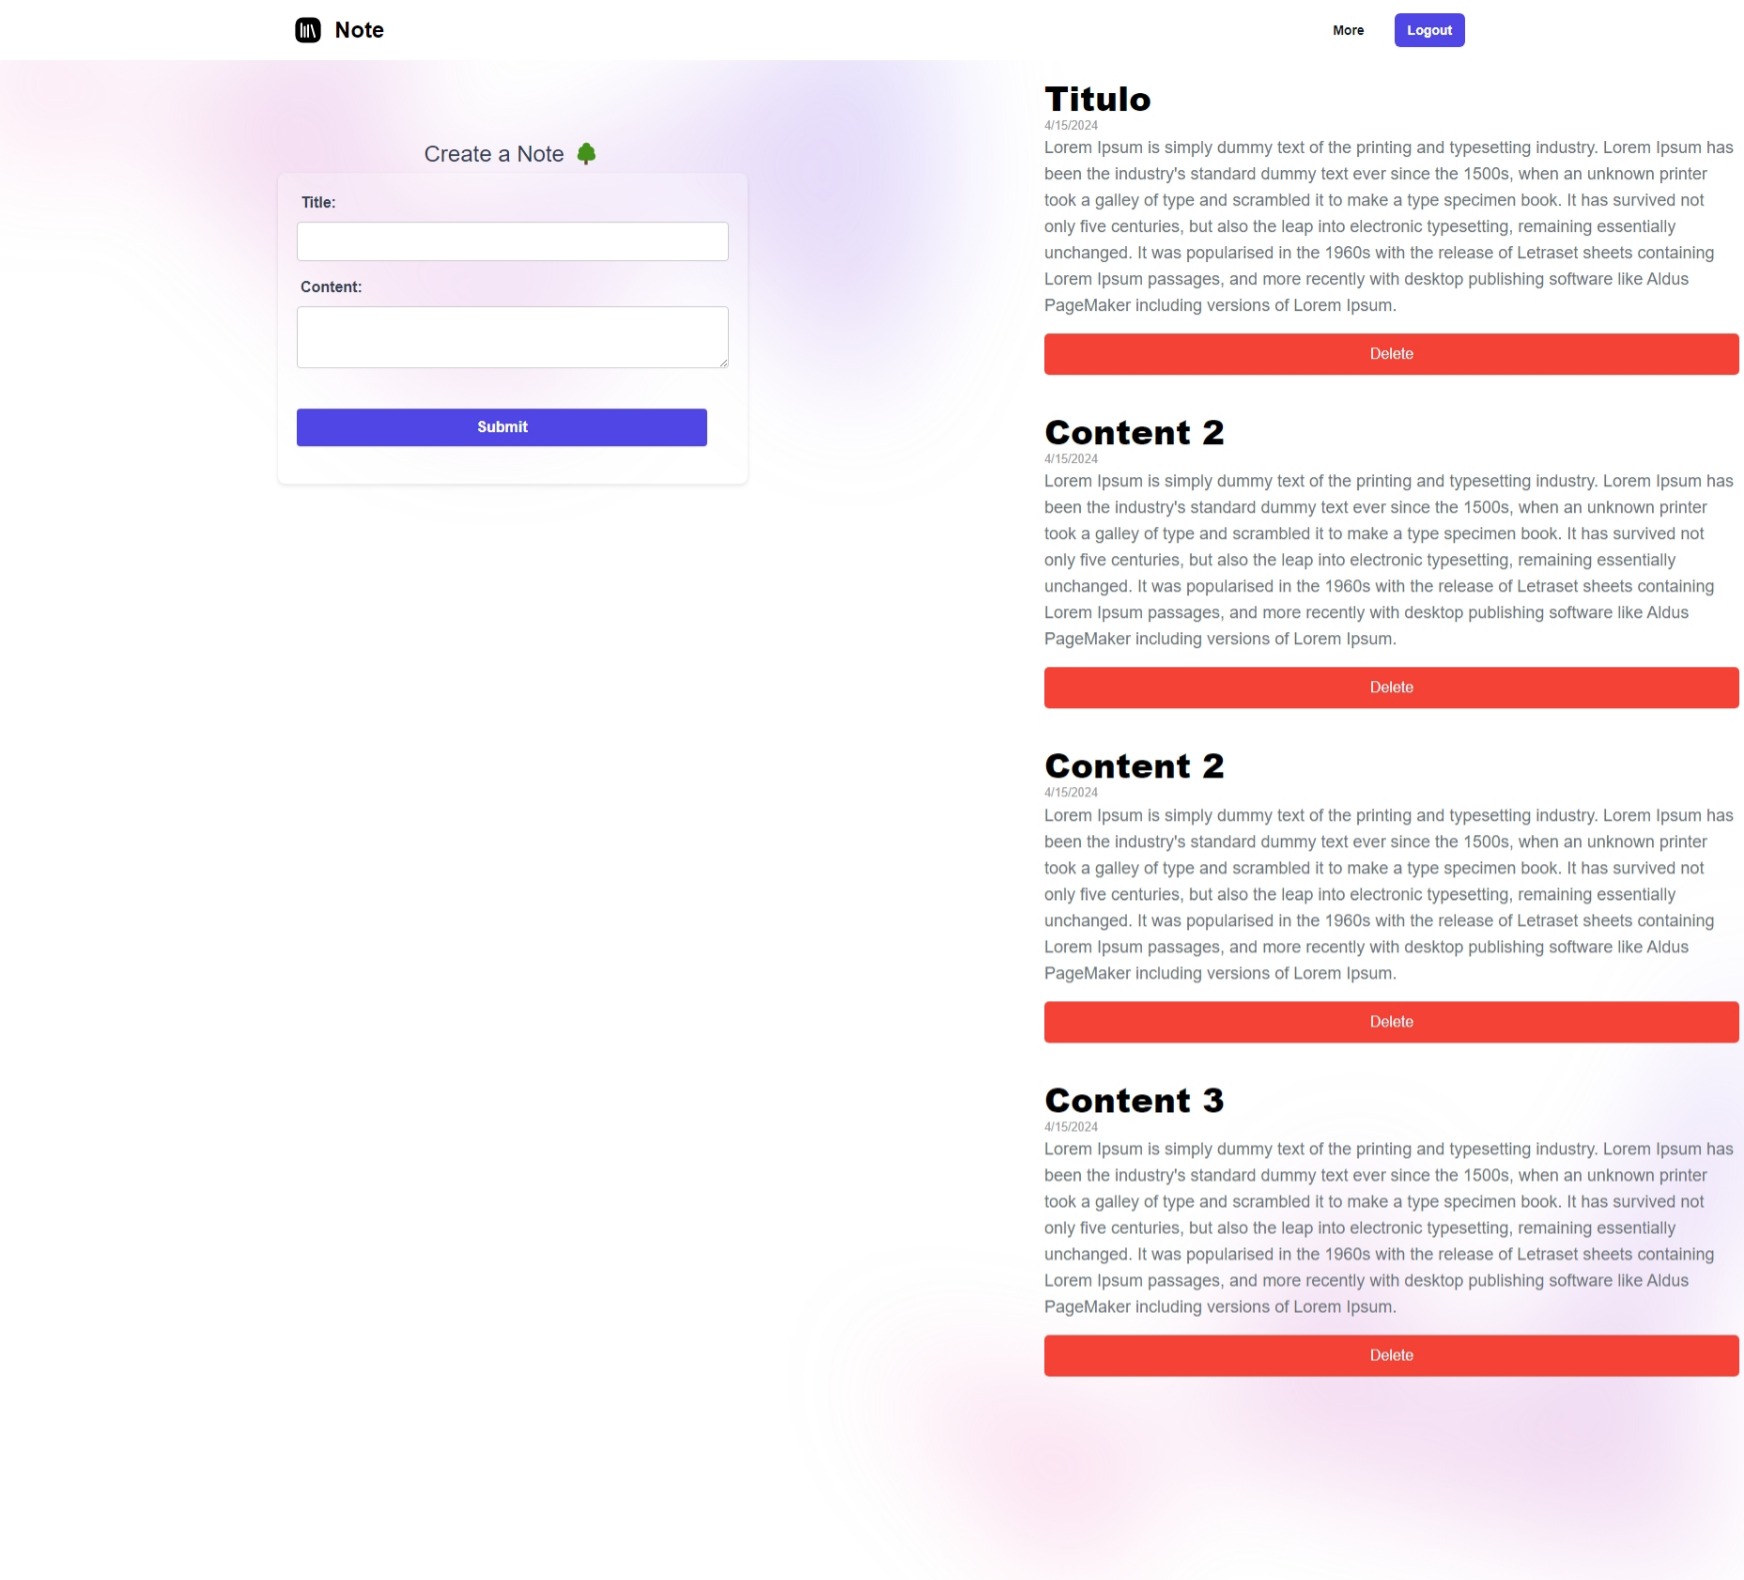 Note
More
Logout
Create a Note
Title:
Content:
Submit
Titulo
4/15/2024
Lorem Ipsum is simply dummy text of the printing and typesetting industry. Lorem Ipsum has
been the industry's standard dummy text ever since the 1500s, when an unknown printer
took a galley of type and scrambled it to make a type specimen book. It has survived not
only five centuries, but also the leap into electronic typesetting, remaining essentially
unchanged. It was popularised in the 1960s with the release of Letraset sheets containing
Lorem Ipsum passages, and more recently with desktop publishing software like Aldus
PageMaker including versions of Lorem Ipsum.
Delete
Content 2
4/15/2024
Lorem Ipsum is simply dummy text of the printing and typesetting industry. Lorem Ipsum has
been the industry's standard dummy text ever since the 1500s, when an unknown printer
took a galley of type and scrambled it to make a type specimen book. It has survived not
only five centuries, but also the leap into electronic typesetting, remaining essentially
unchanged. It was popularised in the 1960s with the release of Letraset sheets containing
Lorem Ipsum passages, and more recently with desktop publishing software like Aldus
PageMaker including versions of Lorem Ipsum.
Delete
Content 2
4/15/2024
Lorem Ipsum is simply dummy text of the printing and typesetting industry. Lorem Ipsum has
been the industry's standard dummy text ever since the 1500s, when an unknown printer
took a galley of type and scrambled it to make a type specimen book. It has survived not
only five centuries, but also the leap into electronic typesetting, remaining essentially
unchanged. It was popularised in the 1960s with the release of Letraset sheets containing
Lorem Ipsum passages, and more recently with desktop publishing software like Aldus
PageMaker including versions of Lorem Ipsum.
Delete
Content 3
4/15/2024
Lorem Ipsum is simply dummy text of the printing and typesetting industry. Lorem Ipsum has
been the industry's standard dummy text ever since the 1500s, when an unknown printer
took a galley of type and scrambled it to make a type specimen book. It has survived not
only five centuries, but also the leap into electronic typesetting, remaining essentially
unchanged. It was popularised in the 1960s with the release of Letraset sheets containing
Lorem Ipsum passages, and more recently with desktop publishing software like Aldus
PageMaker including versions of Lorem Ipsum.
Delete